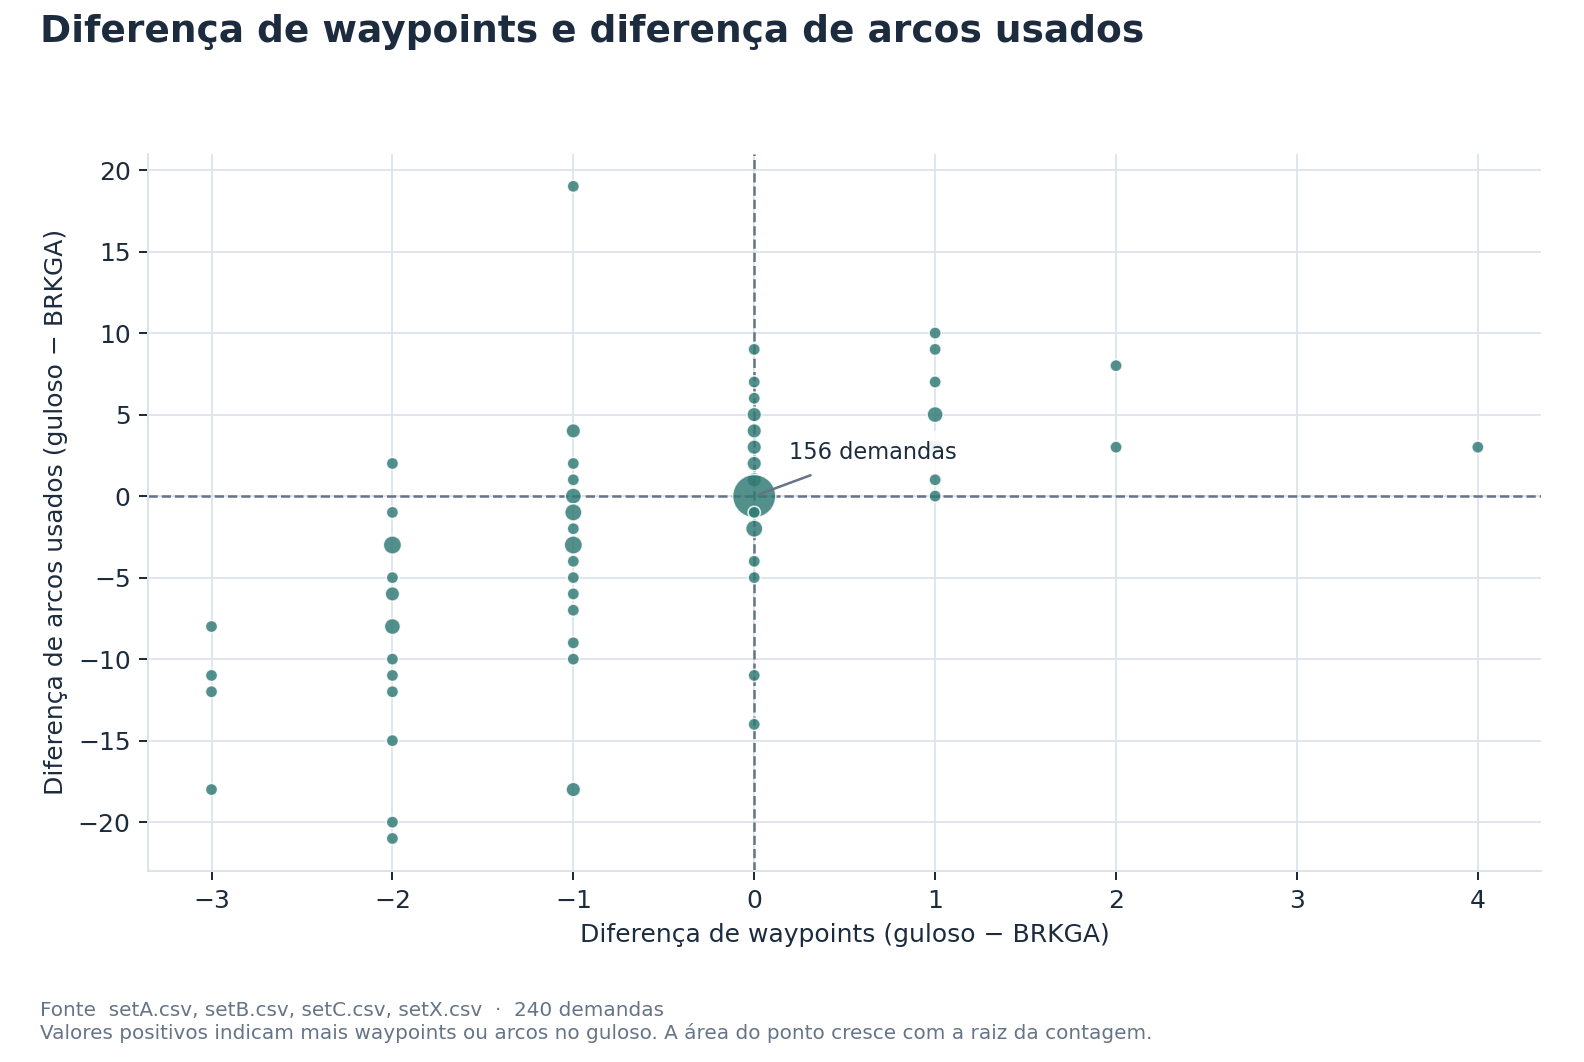 Diferença de waypoints e diferença de arcos usados
Diferença de arcos usados (guloso − BRKGA)
20
15
10
5
0
−5
−10
−15
−20
156 demandas
−3
−2
−1
0
1
2
3
4
Diferença de waypoints (guloso − BRKGA)
Fonte  setA.csv, setB.csv, setC.csv, setX.csv  ·  240 demandas
Valores positivos indicam mais waypoints ou arcos no guloso. A área do ponto cresce com a raiz da contagem.